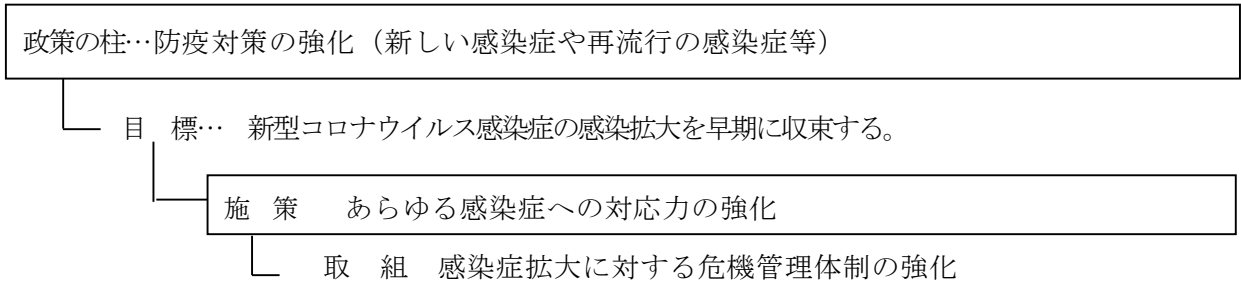 政策の柱…防疫対策の強化（新しい感染症や再流行の感染症等）
目　標…　新型コロナウイルス感染症の感染拡大を早期に収束する。
施　策　　あらゆる感染症への対応力の強化
取　組　感染症拡大に対する危機管理体制の強化